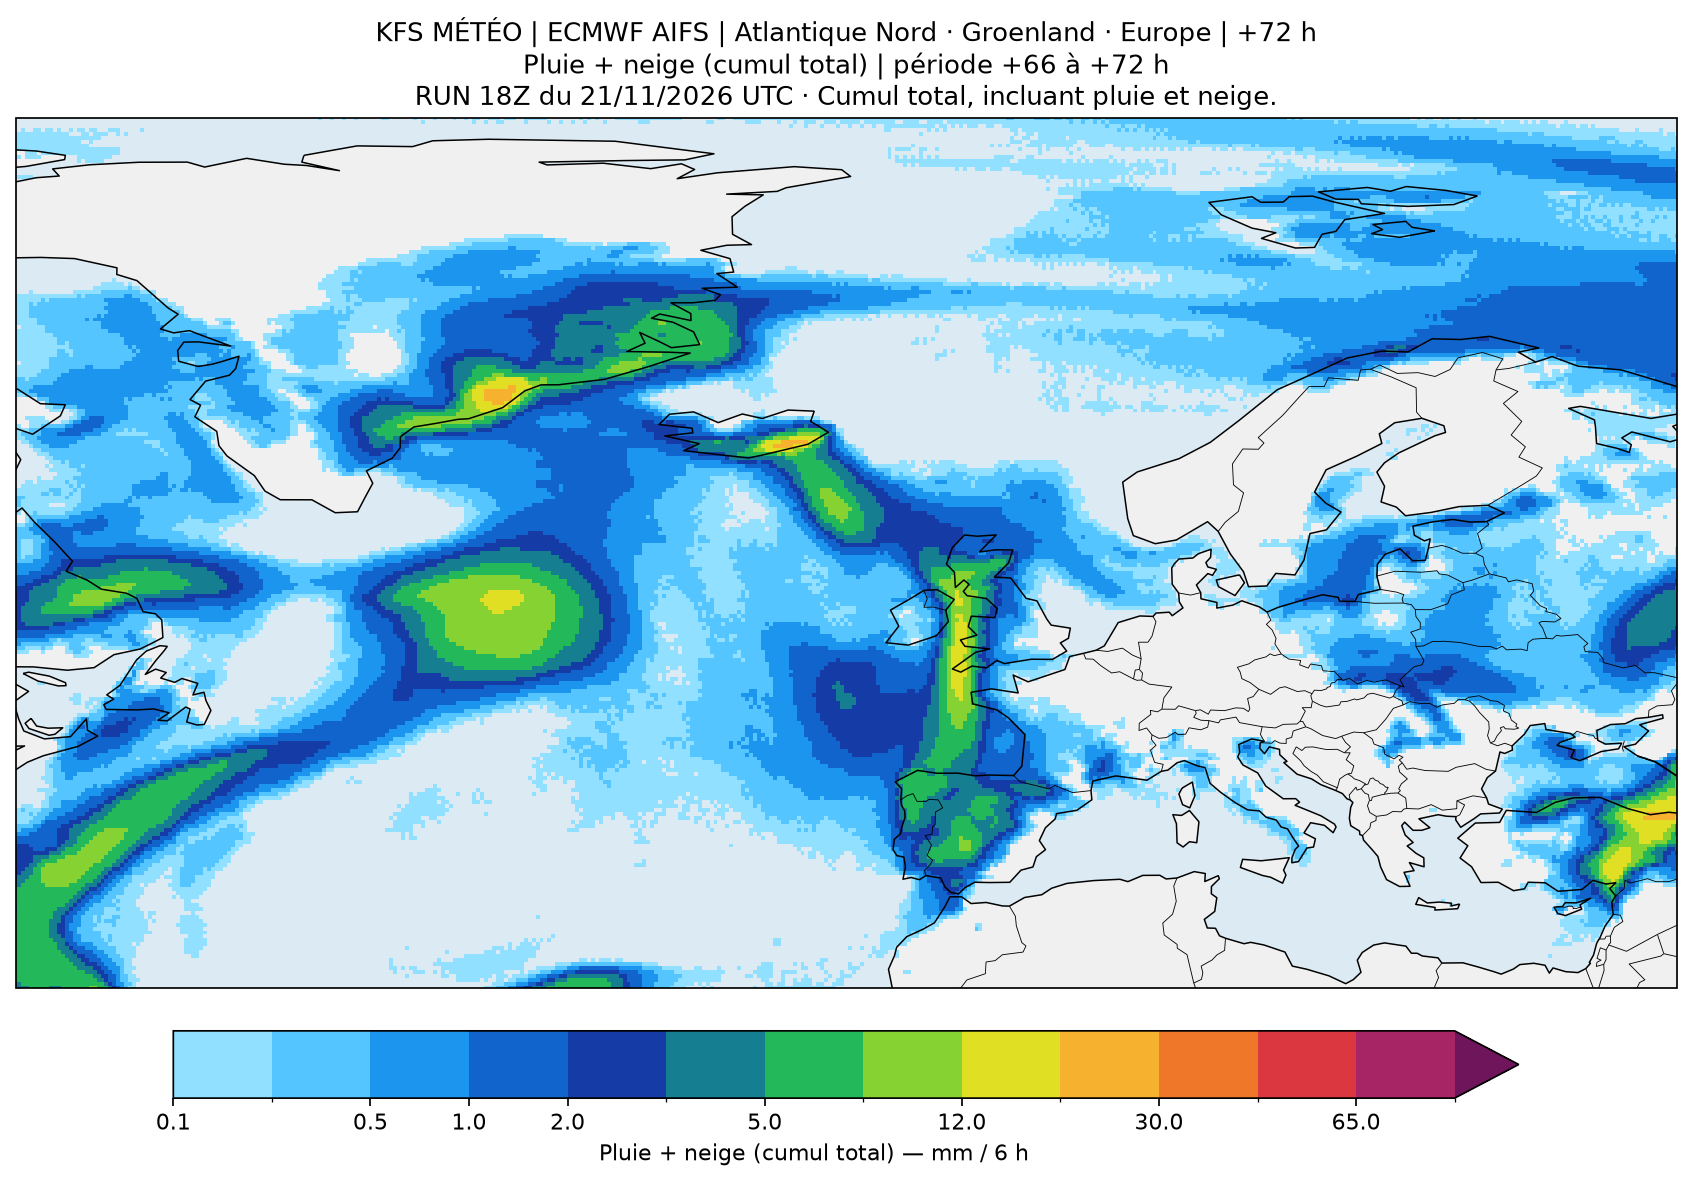 KFS MÉTÉO | ECMWF AIFS | Atlantique Nord · Groenland · Europe | +72 h
Pluie + neige (cumul total) | période +66 à +72 h
RUN 18Z du 21/11/2026 UTC · Cumul total, incluant pluie et neige.
0.1 0.5 1.0 2.0 5.0 12.0 30.0 65.0
Pluie + neige (cumul total) — mm / 6 h